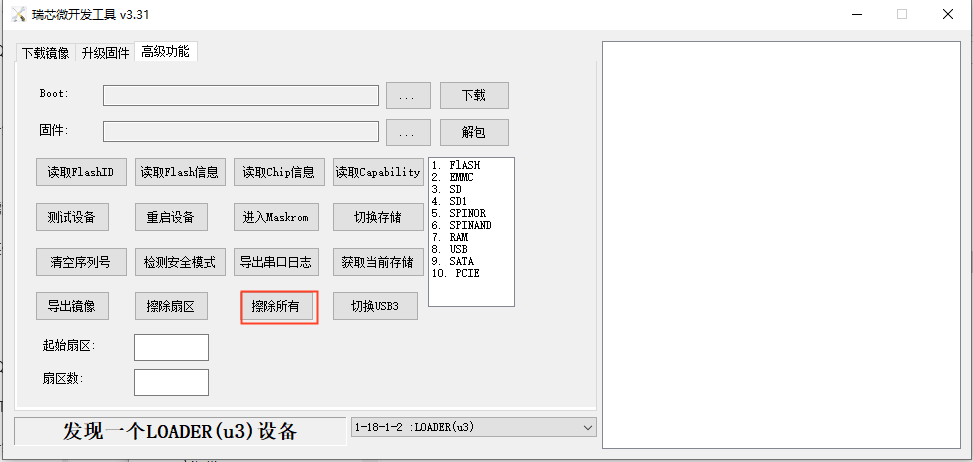 瑞芯微开发工具 v3.31
下载镜像 升级固件 高级功能
Boot: ... 下载
固件: ... 解包
读取FlashID 读取Flash信息 读取Chip信息 读取Capability
测试设备 重启设备 进入Maskrom 切换存储
清空序列号 检测安全模式 导出串口日志 获取当前存储
导出镜像 擦除扇区 擦除所有 切换USB3
1. FlASH
2. EMMC
3. SD
4. SD1
5. SPINOR
6. SPINAND
7. RAM
8. USB
9. SATA
10. PCIE
起始扇区:
扇区数:
发现一个LOADER(u3)设备 1-18-1-2 :LOADER(u3)